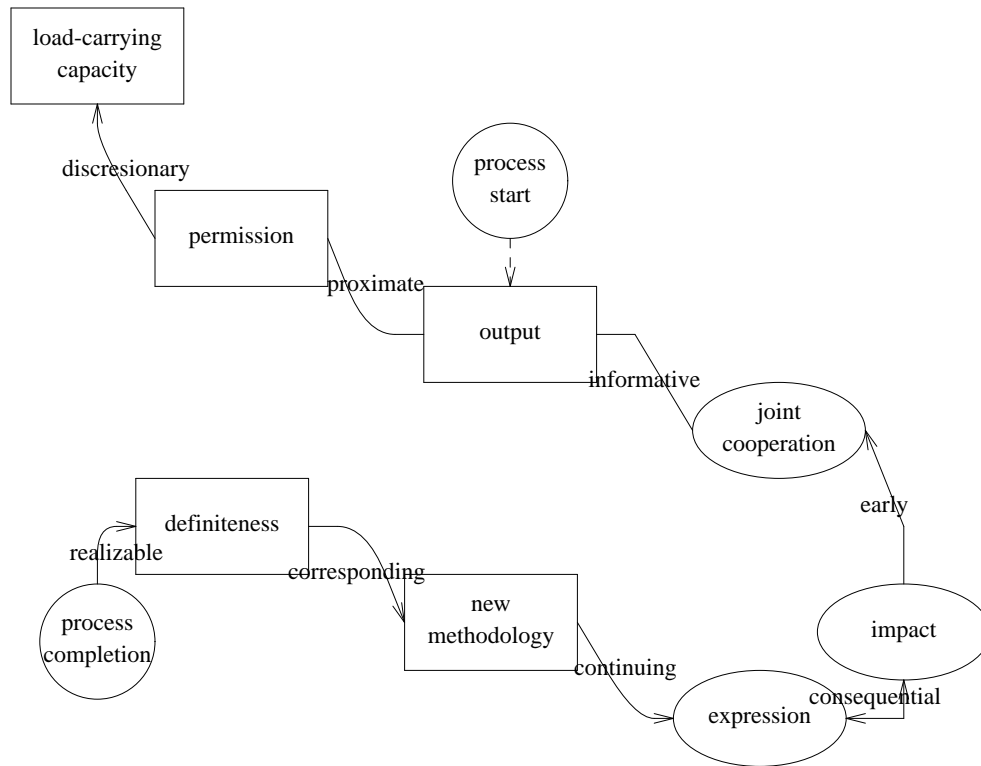 load-carrying
capacity
discresionary
process
start
permission
proximate
output
informative
joint
cooperation
early
definiteness
realizable
corresponding
process
completion
new
methodology
impact
continuing
consequential
expression